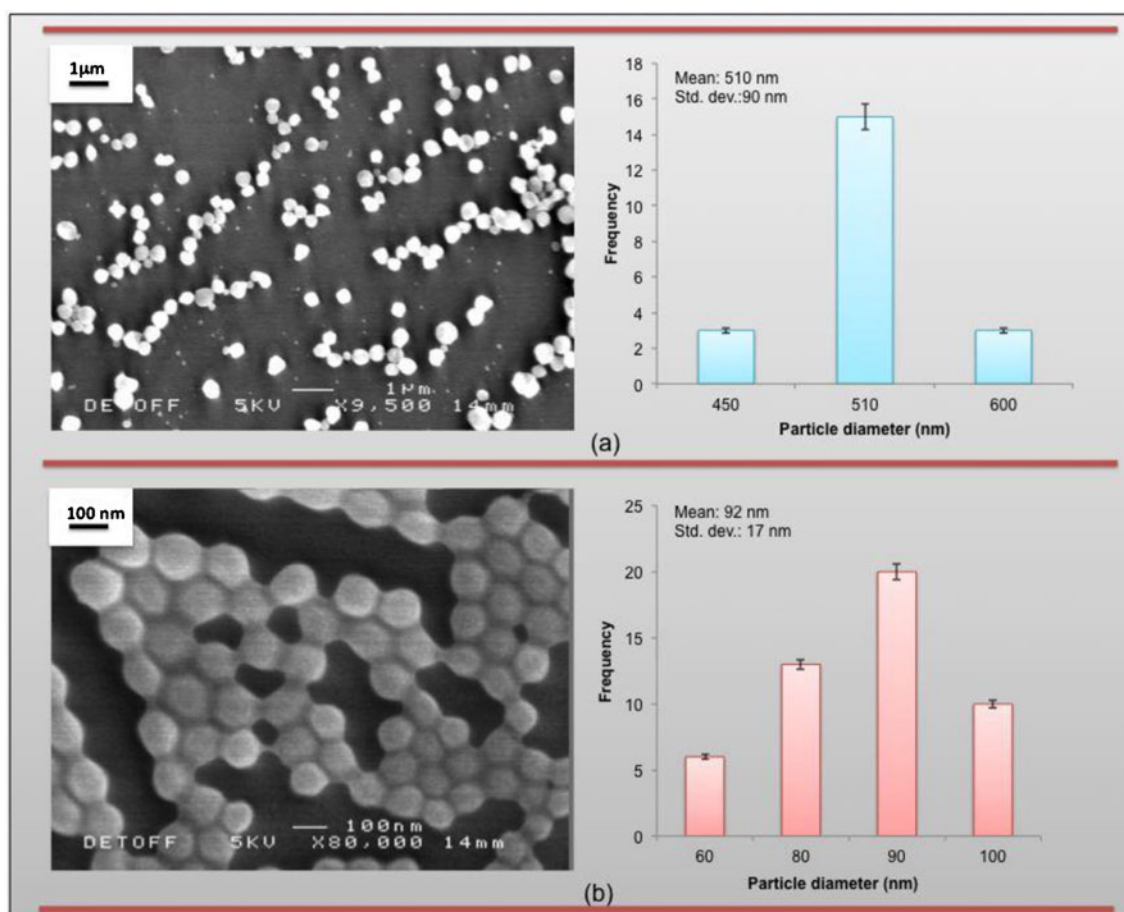 1μm
1μm
DETOFF 5KV X9,500 14mm
Mean: 510 nm
Std. dev.:90 nm
Frequency
18
16
14
12
10
8
6
4
2
0
450 510 600
Particle diameter (nm)
(a)
100 nm
100nm
DETOFF 5KV X80,000 14mm
Mean: 92 nm
Std. dev.: 17 nm
Frequency
25
20
15
10
5
0
60 80 90 100
Particle diameter (nm)
(b)